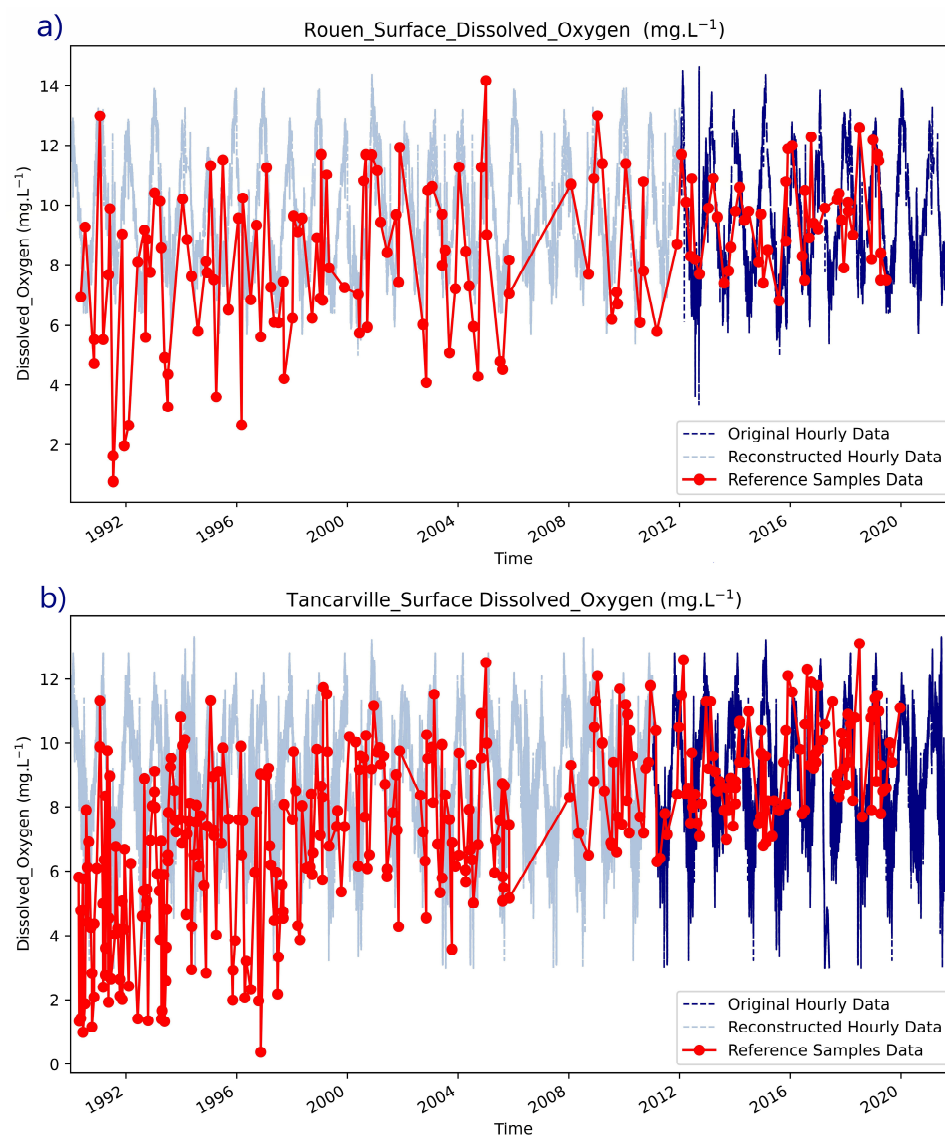 a)
Rouen_Surface_Dissolved_Oxygen (mg.L⁻¹)
Dissolved_Oxygen (mg.L⁻¹)
14
12
10
8
6
4
2
Original Hourly Data
Reconstructed Hourly Data
Reference Samples Data
1992 1996 2000 2004 2008 2012 2016 2020
Time
b)
Tancarville_Surface Dissolved_Oxygen (mg.L⁻¹)
Dissolved_Oxygen (mg.L⁻¹)
12
10
8
6
4
2
0
Original Hourly Data
Reconstructed Hourly Data
Reference Samples Data
1992 1996 2000 2004 2008 2012 2016 2020
Time